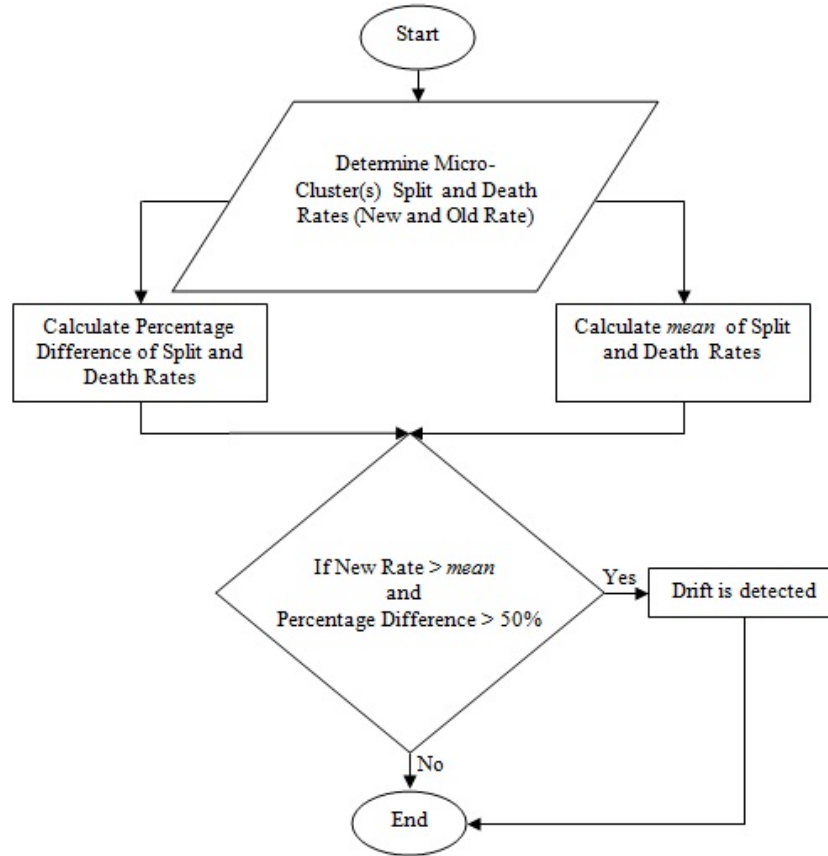 Start
Determine Micro-
Cluster(s) Split and Death
Rates (New and Old Rate)
Calculate Percentage
Difference of Split and
Death Rates
Calculate mean of Split
and Death Rates
If New Rate > mean
and
Percentage Difference > 50%
Yes
Drift is detected
No
End